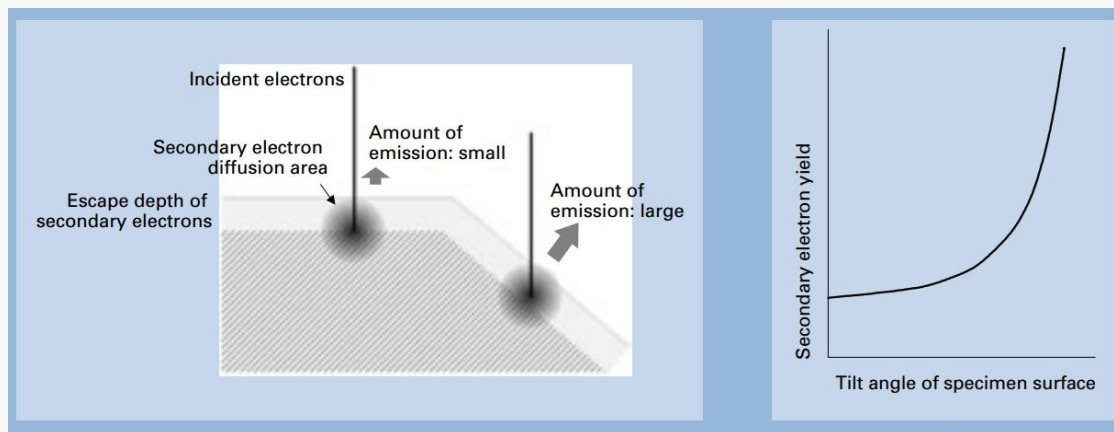 Incident electrons
Amount of
emission: small
Secondary electron
diffusion area
Escape depth of
secondary electrons
Amount of
emission: large
Secondary electron yield
Tilt angle of specimen surface